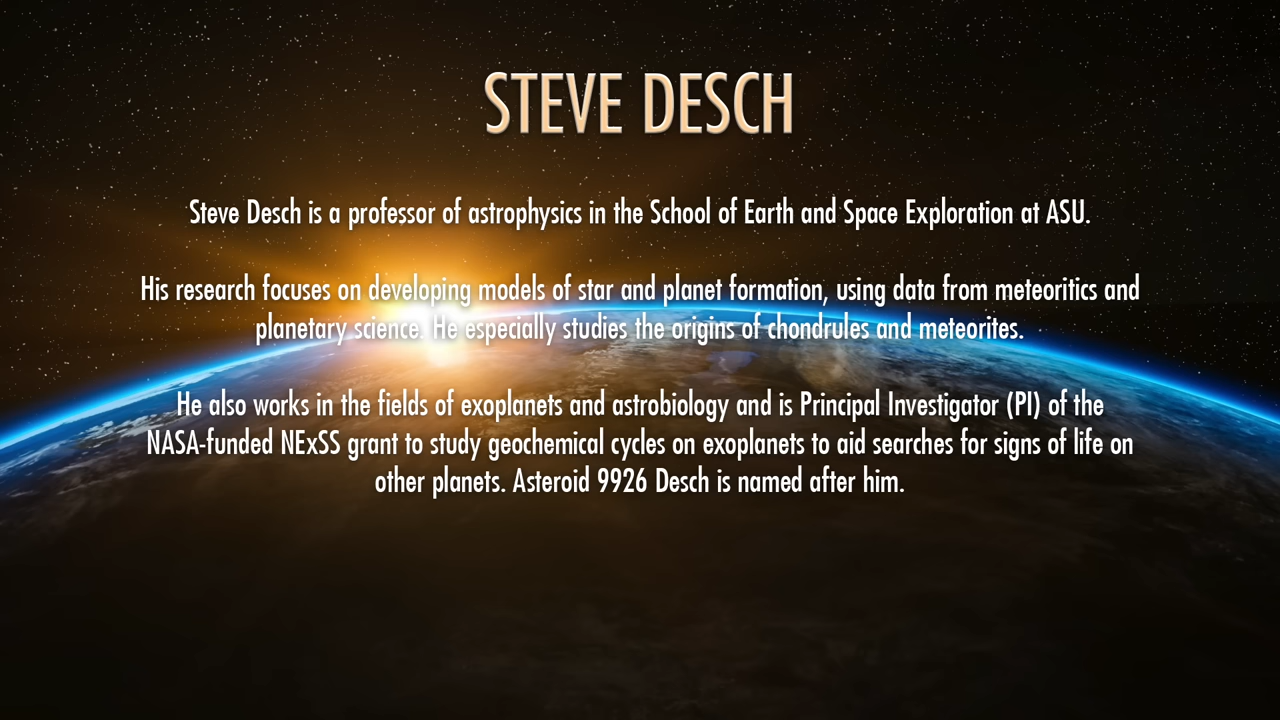 STEVE DESCH
Steve Desch is a professor of astrophysics in the School of Earth and Space Exploration at ASU.
His research focuses on developing models of star and planet formation, using data from meteoritics and
planetary science. He especially studies the origins of chondrules and meteorites.
He also works in the fields of exoplanets and astrobiology and is Principal Investigator (PI) of the
NASA-funded NExSS grant to study geochemical cycles on exoplanets to aid searches for signs of life on
other planets. Asteroid 9926 Desch is named after him.